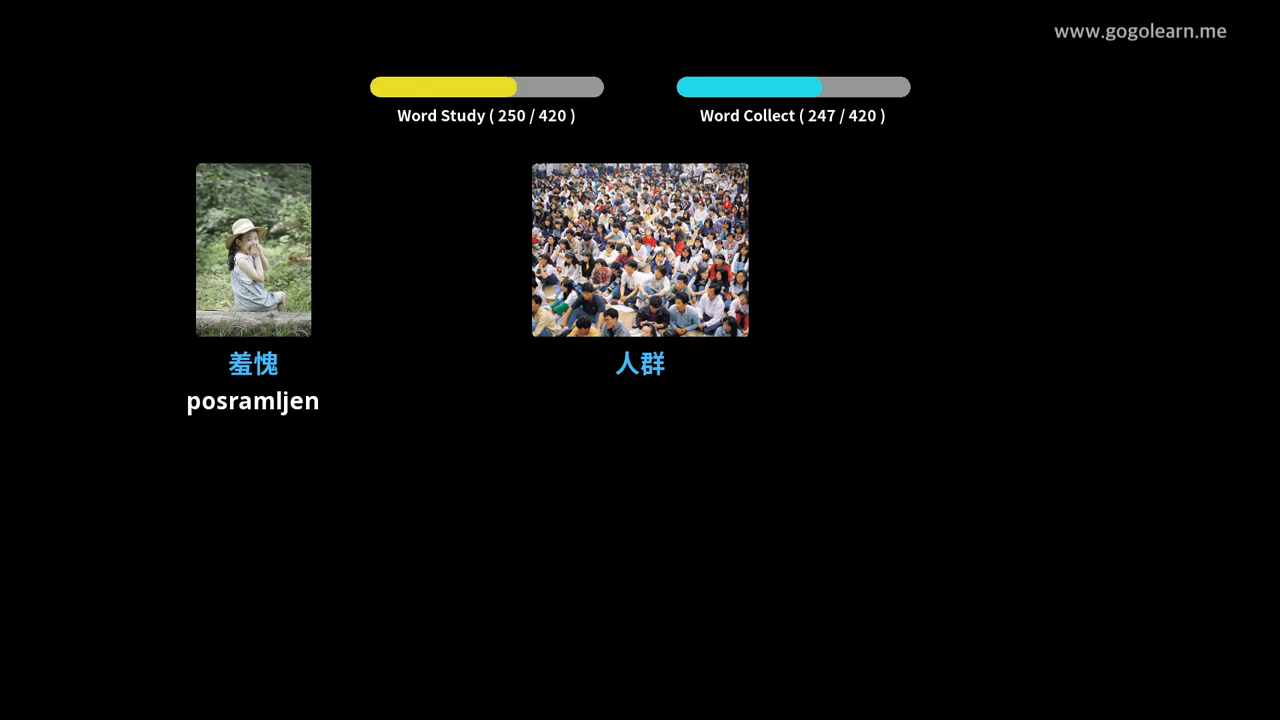 www.gogolearn.me
Word Study ( 250 / 420 )
Word Collect ( 247 / 420 )
羞愧
人群
posramljen